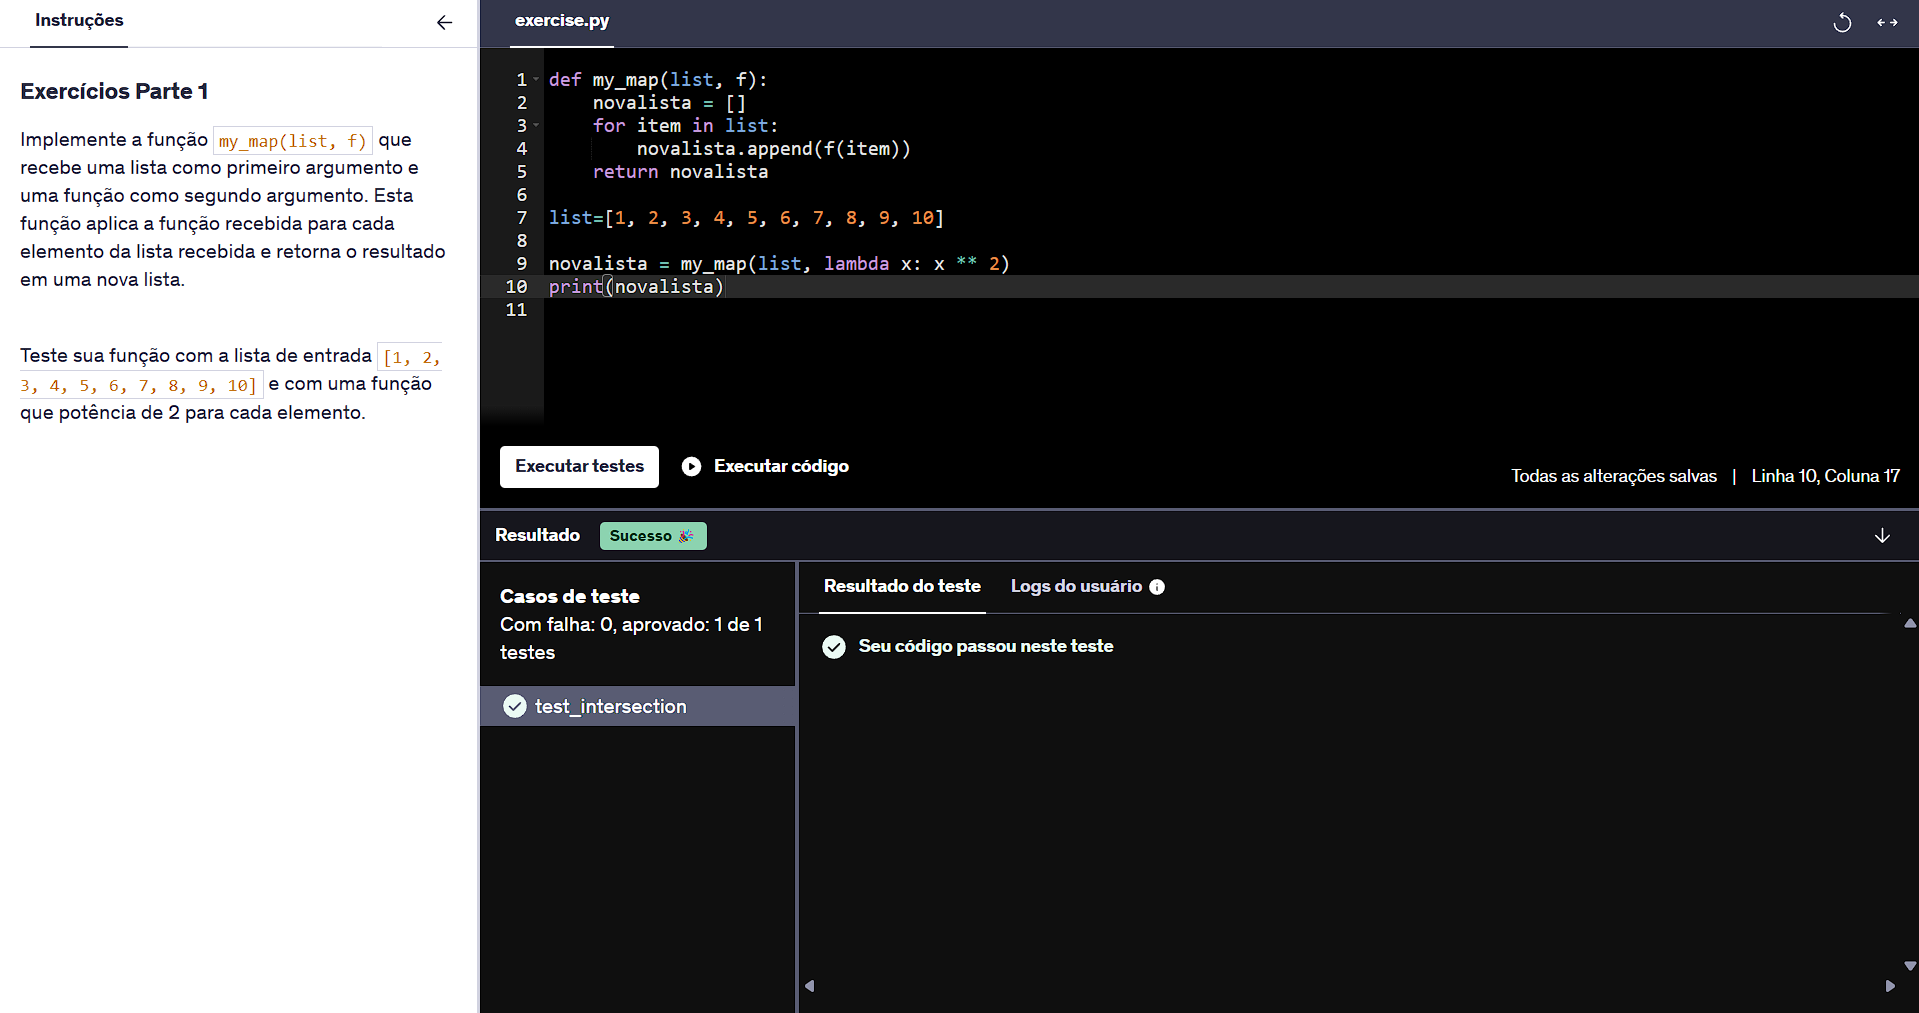 Instruções
Exercícios Parte 1
Implemente a função my_map(list, f) que
recebe uma lista como primeiro argumento e
uma função como segundo argumento. Esta
função aplica a função recebida para cada
elemento da lista recebida e retorna o resultado
em uma nova lista.
Teste sua função com a lista de entrada [1, 2,
3, 4, 5, 6, 7, 8, 9, 10] e com uma função
que potência de 2 para cada elemento.
exercise.py
1 def my_map(list, f):
2     novalista = []
3     for item in list:
4         novalista.append(f(item))
5     return novalista
6
7 list=[1, 2, 3, 4, 5, 6, 7, 8, 9, 10]
8
9 novalista = my_map(list, lambda x: x ** 2)
10 print(novalista)
11
Executar testes Executar código
Todas as alterações salvas | Linha 10, Coluna 17
Resultado Sucesso 🎉
Casos de teste
Com falha: 0, aprovado: 1 de 1
testes
test_intersection
Resultado do teste Logs do usuário
Seu código passou neste teste